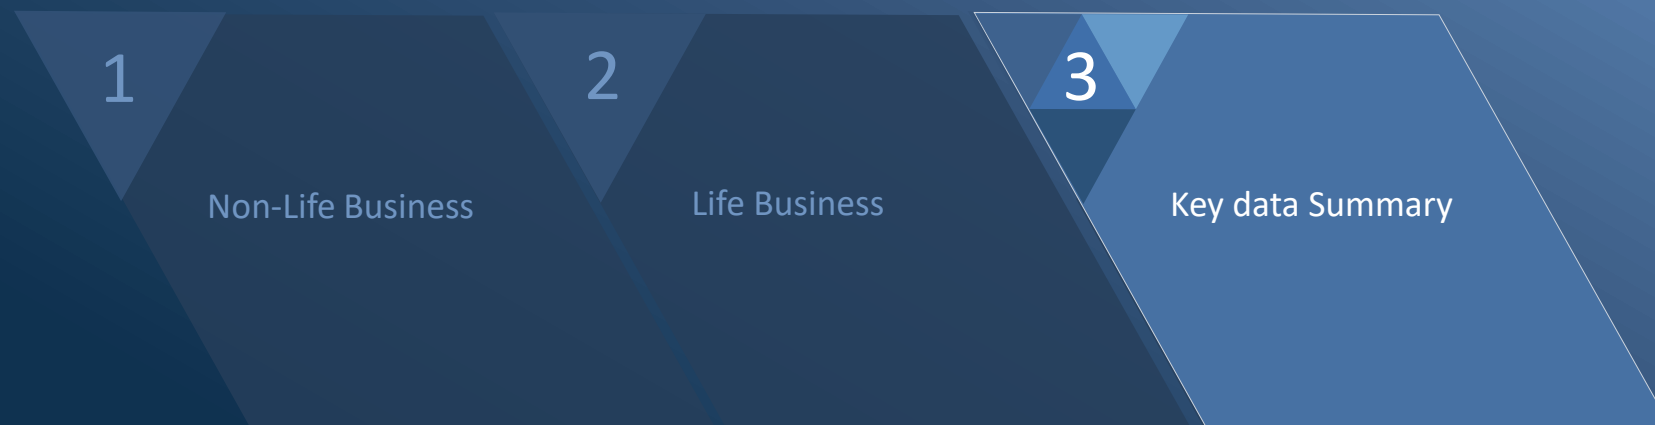 1
Non-Life Business
2
Life Business
3
Key data Summary